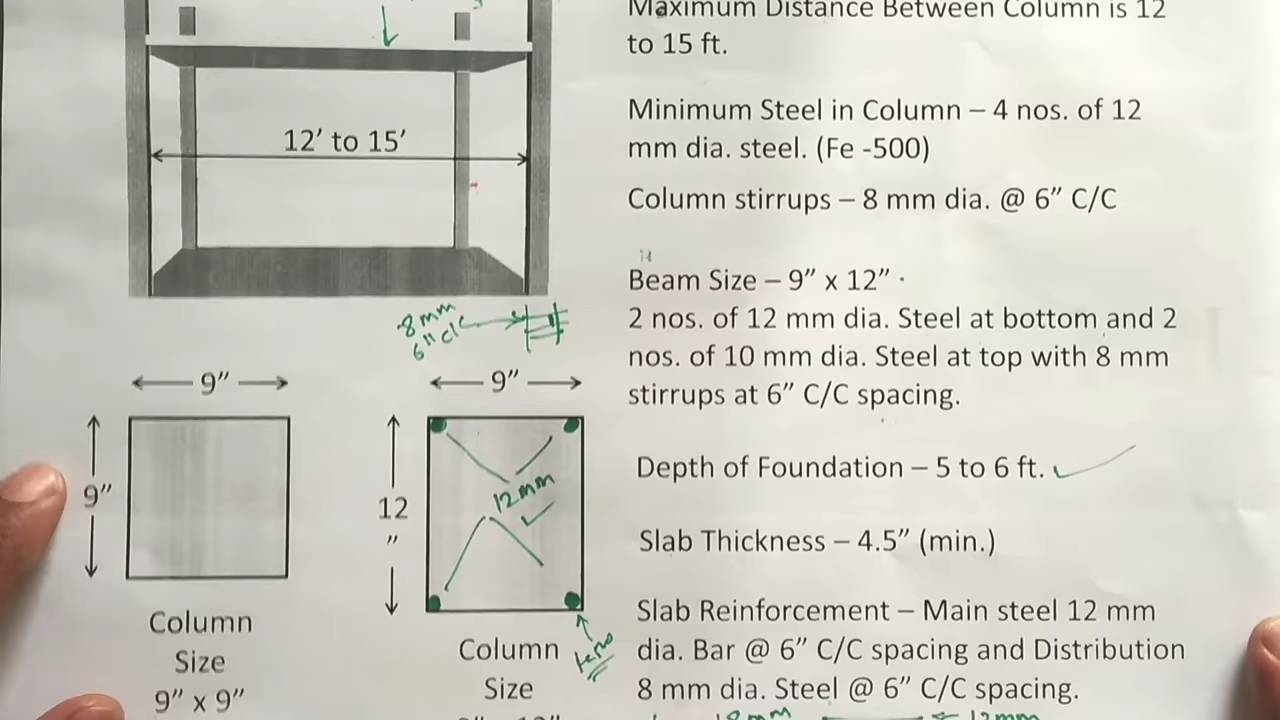 12' to 15'
8mm
6" c/c
9"
9"
9"
12
"
12mm
Column
Size
9" x 9"
Column
Size
Maximum Distance Between Column is 12
to 15 ft.
Minimum Steel in Column – 4 nos. of 12
mm dia. steel. (Fe -500)
Column stirrups – 8 mm dia. @ 6" C/C
Beam Size – 9" x 12"
2 nos. of 12 mm dia. Steel at bottom and 2
nos. of 10 mm dia. Steel at top with 8 mm
stirrups at 6" C/C spacing.
Depth of Foundation – 5 to 6 ft.
Slab Thickness – 4.5" (min.)
Slab Reinforcement – Main steel 12 mm
dia. Bar @ 6" C/C spacing and Distribution
8 mm dia. Steel @ 6" C/C spacing.
12mm